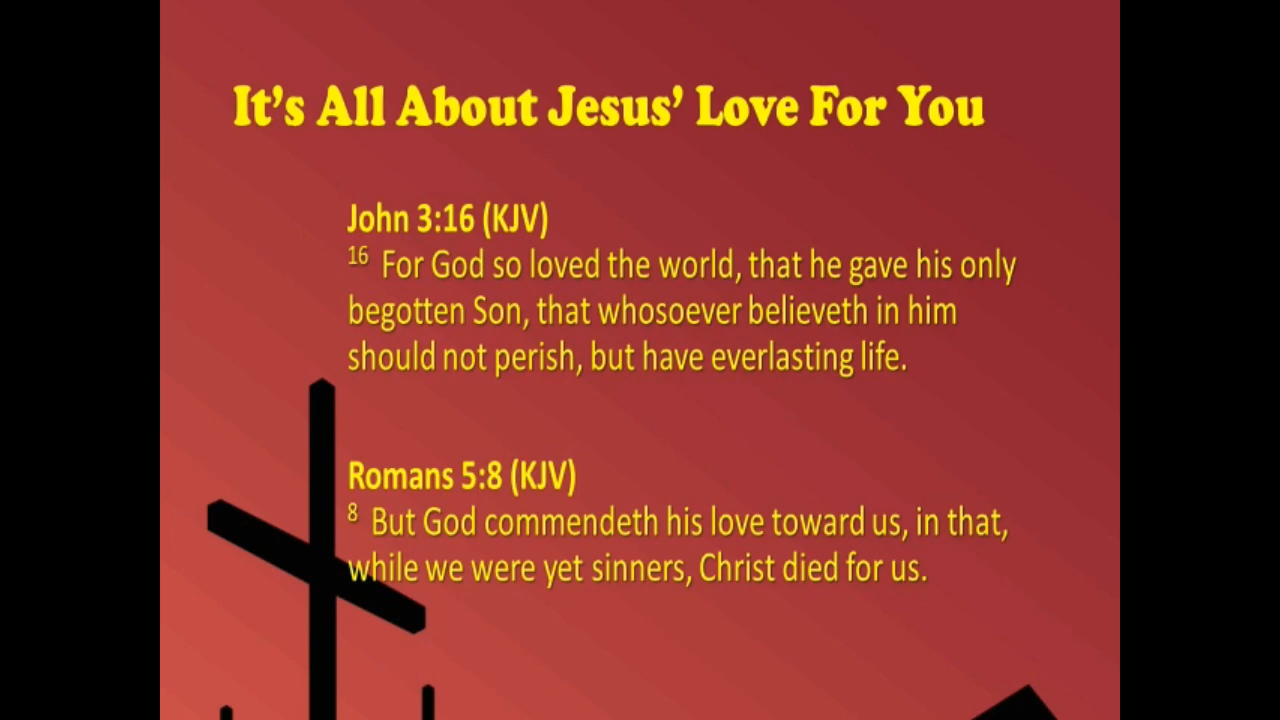 It's All About Jesus' Love For You
John 3:16 (KJV)
16 For God so loved the world, that he gave his only
begotten Son, that whosoever believeth in him
should not perish, but have everlasting life.
Romans 5:8 (KJV)
8 But God commendeth his love toward us, in that,
while we were yet sinners, Christ died for us.